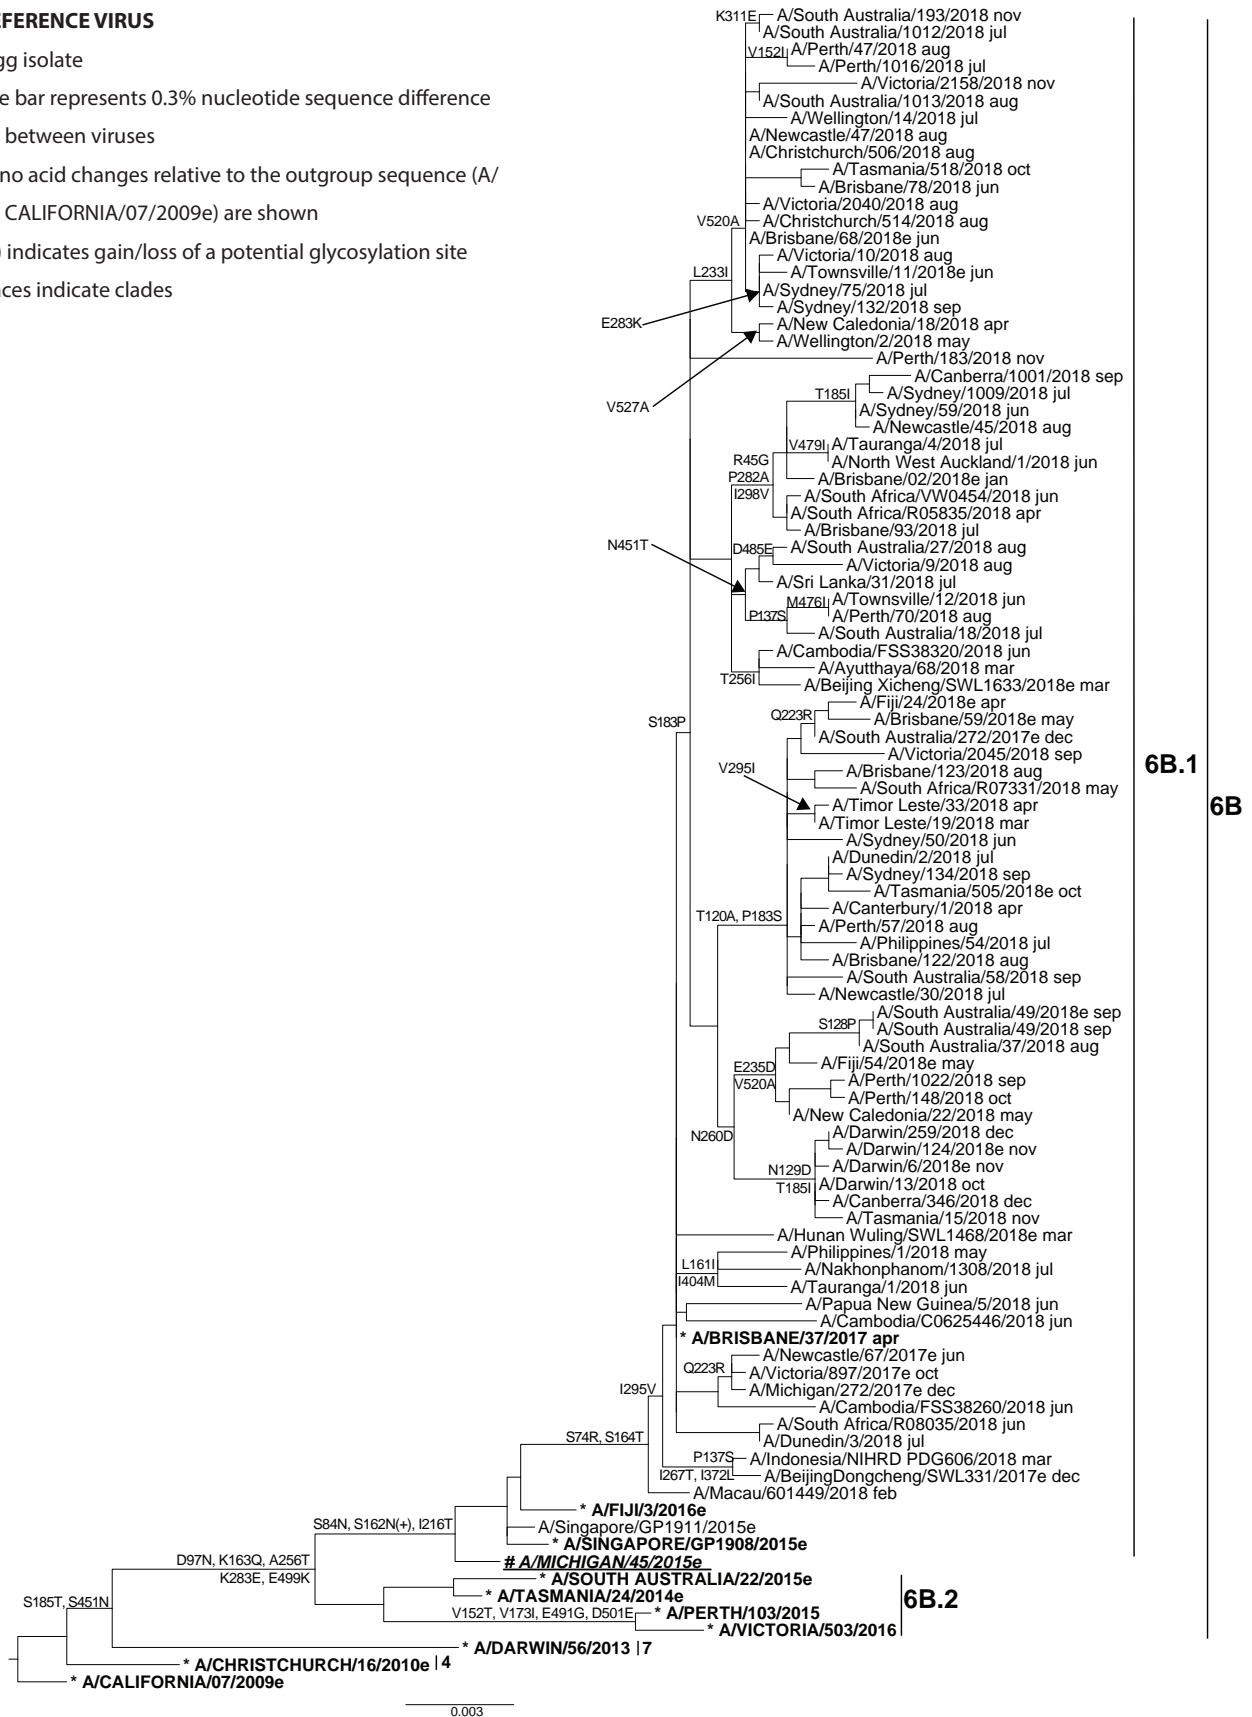 EFERENCE VIRUS
gg isolate
e bar represents 0.3% nucleotide sequence difference
between viruses
no acid changes relative to the outgroup sequence (A/
CALIFORNIA/07/2009e) are shown
) indicates gain/loss of a potential glycosylation site
ces indicate clades
K311E
A/South Australia/193/2018 nov
A/South Australia/1012/2018 jul
V152I
A/Perth/47/2018 aug
A/Perth/1016/2018 jul
A/Victoria/2158/2018 nov
A/South Australia/1013/2018 aug
A/Wellington/14/2018 jul
A/Newcastle/47/2018 aug
A/Christchurch/506/2018 aug
A/Tasmania/518/2018 oct
A/Brisbane/78/2018 jun
A/Victoria/2040/2018 aug
V520A
A/Christchurch/514/2018 aug
A/Brisbane/68/2018e jun
A/Victoria/10/2018 aug
L233I
A/Townsville/11/2018e jun
A/Sydney/75/2018 jul
A/Sydney/132/2018 sep
E283K
A/New Caledonia/18/2018 apr
A/Wellington/2/2018 may
A/Perth/183/2018 nov
A/Canberra/1001/2018 sep
T185I
A/Sydney/1009/2018 jul
V527A
A/Sydney/59/2018 jun
A/Newcastle/45/2018 aug
V479I
A/Tauranga/4/2018 jul
R45G
A/North West Auckland/1/2018 jun
P282A
A/Brisbane/02/2018e jan
I298V
A/South Africa/VW0454/2018 jun
A/South Africa/R05835/2018 apr
A/Brisbane/93/2018 jul
N451T
D485E
A/South Australia/27/2018 aug
A/Victoria/9/2018 aug
A/Sri Lanka/31/2018 jul
M476I
A/Townsville/12/2018 jun
P137S
A/Perth/70/2018 aug
A/South Australia/18/2018 jul
A/Cambodia/FSS38320/2018 jun
A/Ayutthaya/68/2018 mar
T256I
A/Beijing Xicheng/SWL1633/2018e mar
A/Fiji/24/2018e apr
Q223R
A/Brisbane/59/2018e may
S183P
A/South Australia/272/2017e dec
A/Victoria/2045/2018 sep
V295I
A/Brisbane/123/2018 aug
A/South Africa/R07331/2018 may
A/Timor Leste/33/2018 apr
A/Timor Leste/19/2018 mar
6B.1
6B
A/Sydney/50/2018 jun
A/Dunedin/2/2018 jul
A/Sydney/134/2018 sep
A/Tasmania/505/2018e oct
A/Canterbury/1/2018 apr
T120A, P183S
A/Perth/57/2018 aug
A/Philippines/54/2018 jul
A/Brisbane/122/2018 aug
A/South Australia/58/2018 sep
A/Newcastle/30/2018 jul
A/South Australia/49/2018e sep
S128P
A/South Australia/49/2018 sep
A/South Australia/37/2018 aug
E235D
A/Fiji/54/2018e may
V520A
A/Perth/1022/2018 sep
A/Perth/148/2018 oct
A/New Caledonia/22/2018 may
N260D
A/Darwin/259/2018 dec
A/Darwin/124/2018e nov
N129D
A/Darwin/6/2018e nov
T185I
A/Darwin/13/2018 oct
A/Canberra/346/2018 dec
A/Tasmania/15/2018 nov
A/Hunan Wuling/SWL1468/2018e mar
A/Philippines/1/2018 may
L161I
A/Nakhonphanom/1308/2018 jul
I404M
A/Tauranga/1/2018 jun
A/Papua New Guinea/5/2018 jun
A/Cambodia/C0625446/2018 jun
* A/BRISBANE/37/2017 apr
A/Newcastle/67/2017e jun
Q223R
A/Victoria/897/2017e oct
I295V
A/Michigan/272/2017e dec
A/Cambodia/FSS38260/2018 jun
A/South Africa/R08035/2018 jun
S74R, S164T
A/Dunedin/3/2018 jul
P137S
A/Indonesia/NIHRD PDG606/2018 mar
I267T, I372L
A/BeijingDongcheng/SWL331/2017e dec
A/Macau/601449/2018 feb
* A/FIJI/3/2016e
S84N, S162N(+), I216T
A/Singapore/GP1911/2015e
* A/SINGAPORE/GP1908/2015e
D97N, K163Q, A256T
# A/MICHIGAN/45/2015e
K283E, E499K
* A/SOUTH AUSTRALIA/22/2015e
* A/TASMANIA/24/2014e
6B.2
S185T, S451N
V152T, V173I, E491G, D501E
* A/PERTH/103/2015
* A/VICTORIA/503/2016
* A/DARWIN/56/2013 |7
* A/CHRISTCHURCH/16/2010e |4
* A/CALIFORNIA/07/2009e
0.003